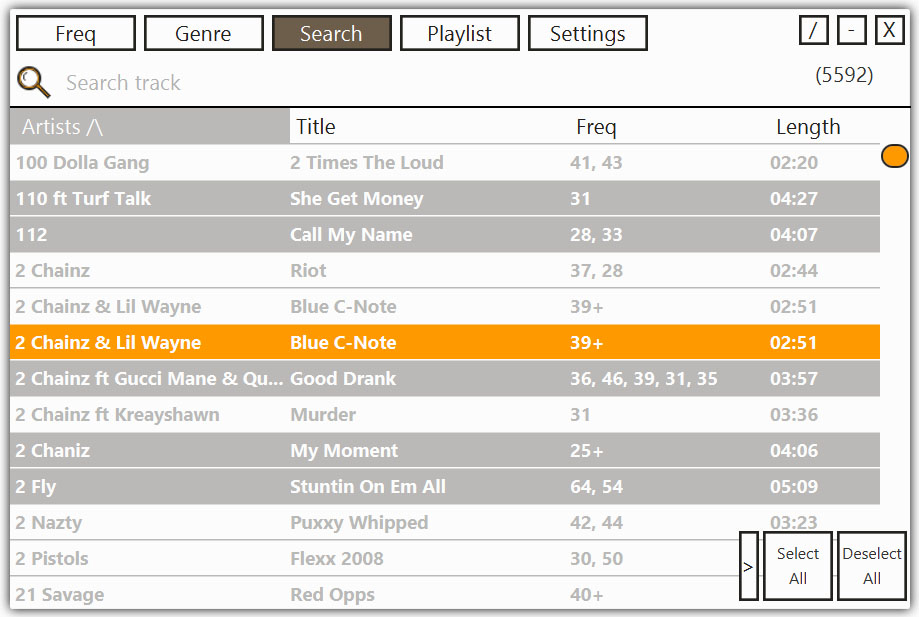 Freq Genre Search Playlist Settings / - X
Search track (5592)
Artists /\ Title Freq Length
100 Dolla Gang 2 Times The Loud 41, 43 02:20
110 ft Turf Talk She Get Money 31 04:27
112 Call My Name 28, 33 04:07
2 Chainz Riot 37, 28 02:44
2 Chainz & Lil Wayne Blue C-Note 39+ 02:51
2 Chainz & Lil Wayne Blue C-Note 39+ 02:51
2 Chainz ft Gucci Mane & Qu... Good Drank 36, 46, 39, 31, 35 03:57
2 Chainz ft Kreayshawn Murder 31 03:36
2 Chaniz My Moment 25+ 04:06
2 Fly Stuntin On Em All 64, 54 05:09
2 Nazty Puxxy Whipped 42, 44 03:23
2 Pistols Flexx 2008 30, 50
21 Savage Red Opps 40+
> Select All Deselect All